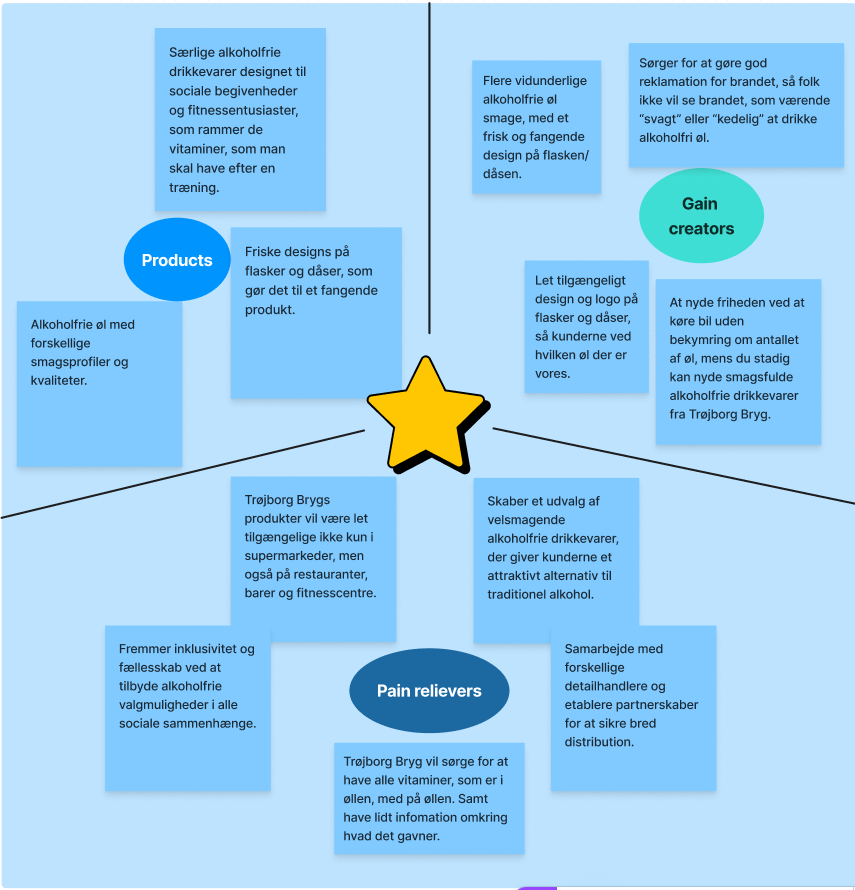 Særlige alkoholfrie
drikkevarer designet til
sociale begivenheder
og fitnessentusiaster,
som rammer de
vitaminer, som man
skal have efter en
træning.
Products
Friske designs på
flasker og dåser, som
gør det til et fangende
produkt.
Alkoholfrie øl med
forskellige
smagsprofiler og
kvaliteter.
Flere vidunderlige
alkoholfrie øl
smage, med et
frisk og fangende
design på flasken/
dåsen.
Sørger for at gøre god
reklamation for brandet, så folk
ikke vil se brandet, som værende
“svagt” eller “kedelig” at drikke
alkoholfri øl.
Gain
creators
Let tilgængeligt
design og logo på
flasker og dåser,
så kunderne ved
hvilken øl der er
vores.
At nyde friheden ved at
køre bil uden
bekymring om antallet
af øl, mens du stadig
kan nyde smagsfulde
alkoholfrie drikkevarer
fra Trøjborg Bryg.
Trøjborg Brygs
produkter vil være let
tilgængelige ikke kun i
supermarkeder, men
også på restauranter,
barer og fitnesscentre.
Skaber et udvalg af
velsmagende
alkoholfrie drikkevarer,
der giver kunderne et
attraktivt alternativ til
traditionel alkohol.
Fremmer inklusivitet og
fællesskab ved at
tilbyde alkoholfrie
valgmuligheder i alle
sociale sammenhænge.
Pain relievers
Samarbejde med
forskellige
detailhandlere og
etablere partnerskaber
for at sikre bred
distribution.
Trøjborg Bryg vil sørge for at
have alle vitaminer, som er i
øllen, med på øllen. Samt
have lidt infomation omkring
hvad det gavner.